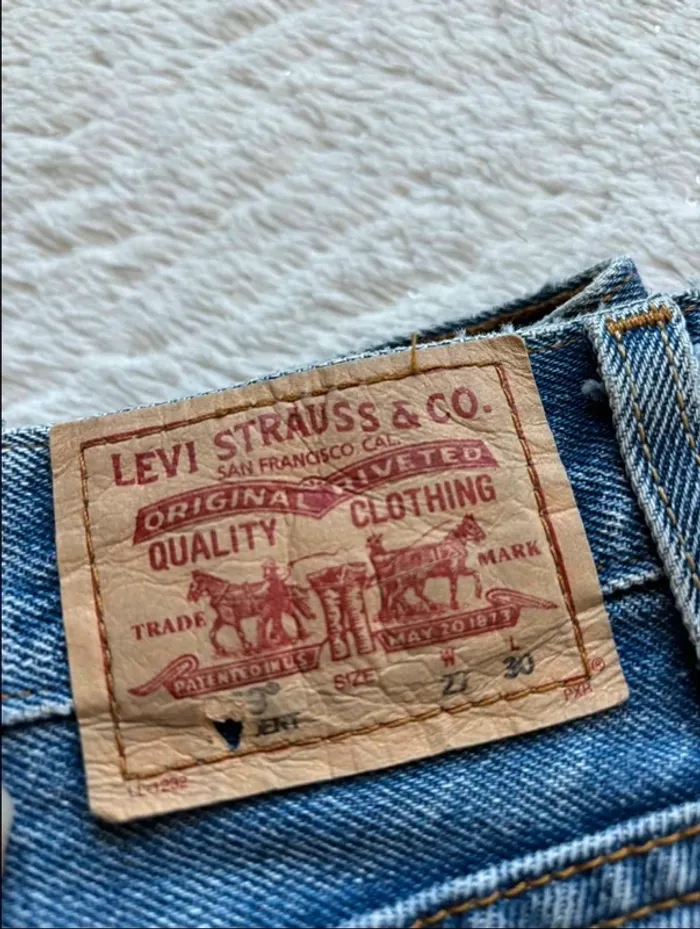 LEVI STRAUSS & CO.
SAN FRANCISCO CAL.
ORIGINAL RIVETED
QUALITY CLOTHING
TRADE MARK
PATENTED IN U.S. MAY 20 1873
SIZE W 27 L 30
®